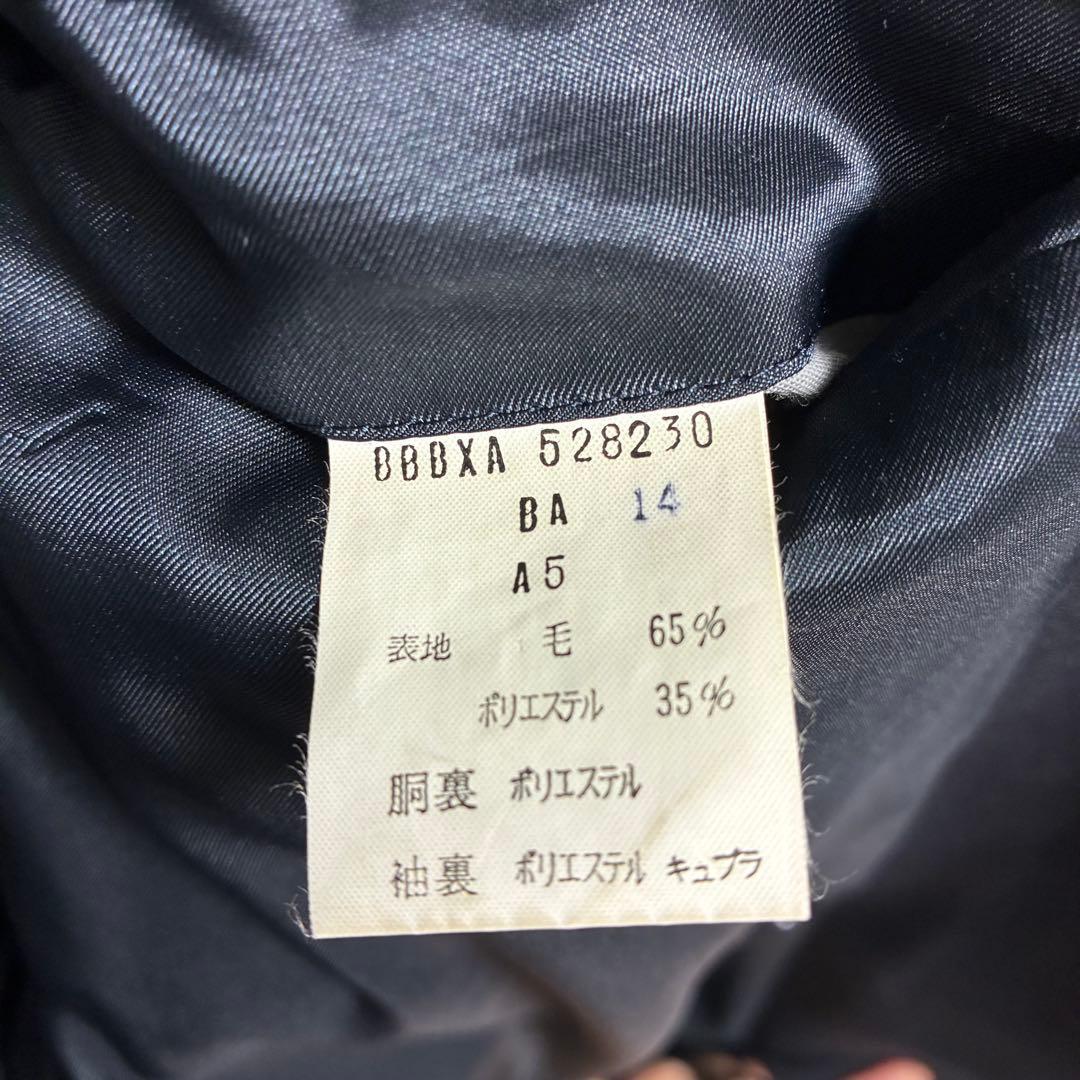 BBBXA 528230
BA 14
A5
表地 毛 65%
ポリエステル 35%
胴裏 ポリエステル
袖裏 ポリエステル キュプラ